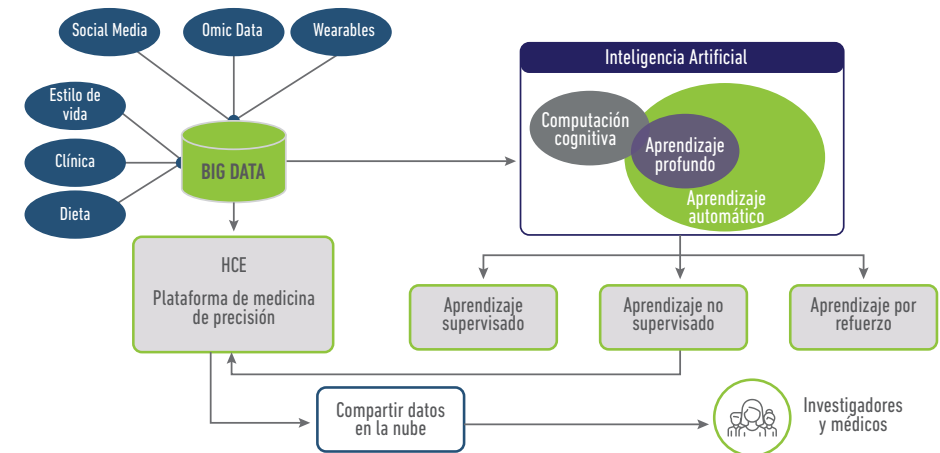 Social Media
Omic Data
Wearables
Estilo de
vida
Clínica
Dieta
BIG DATA
Inteligencia Artificial
Computación
cognitiva
Aprendizaje
profundo
Aprendizaje
automático
HCE
Plataforma de medicina
de precisión
Aprendizaje
supervisado
Aprendizaje no
supervisado
Aprendizaje por
refuerzo
Compartir datos
en la nube
Investigadores
y médicos